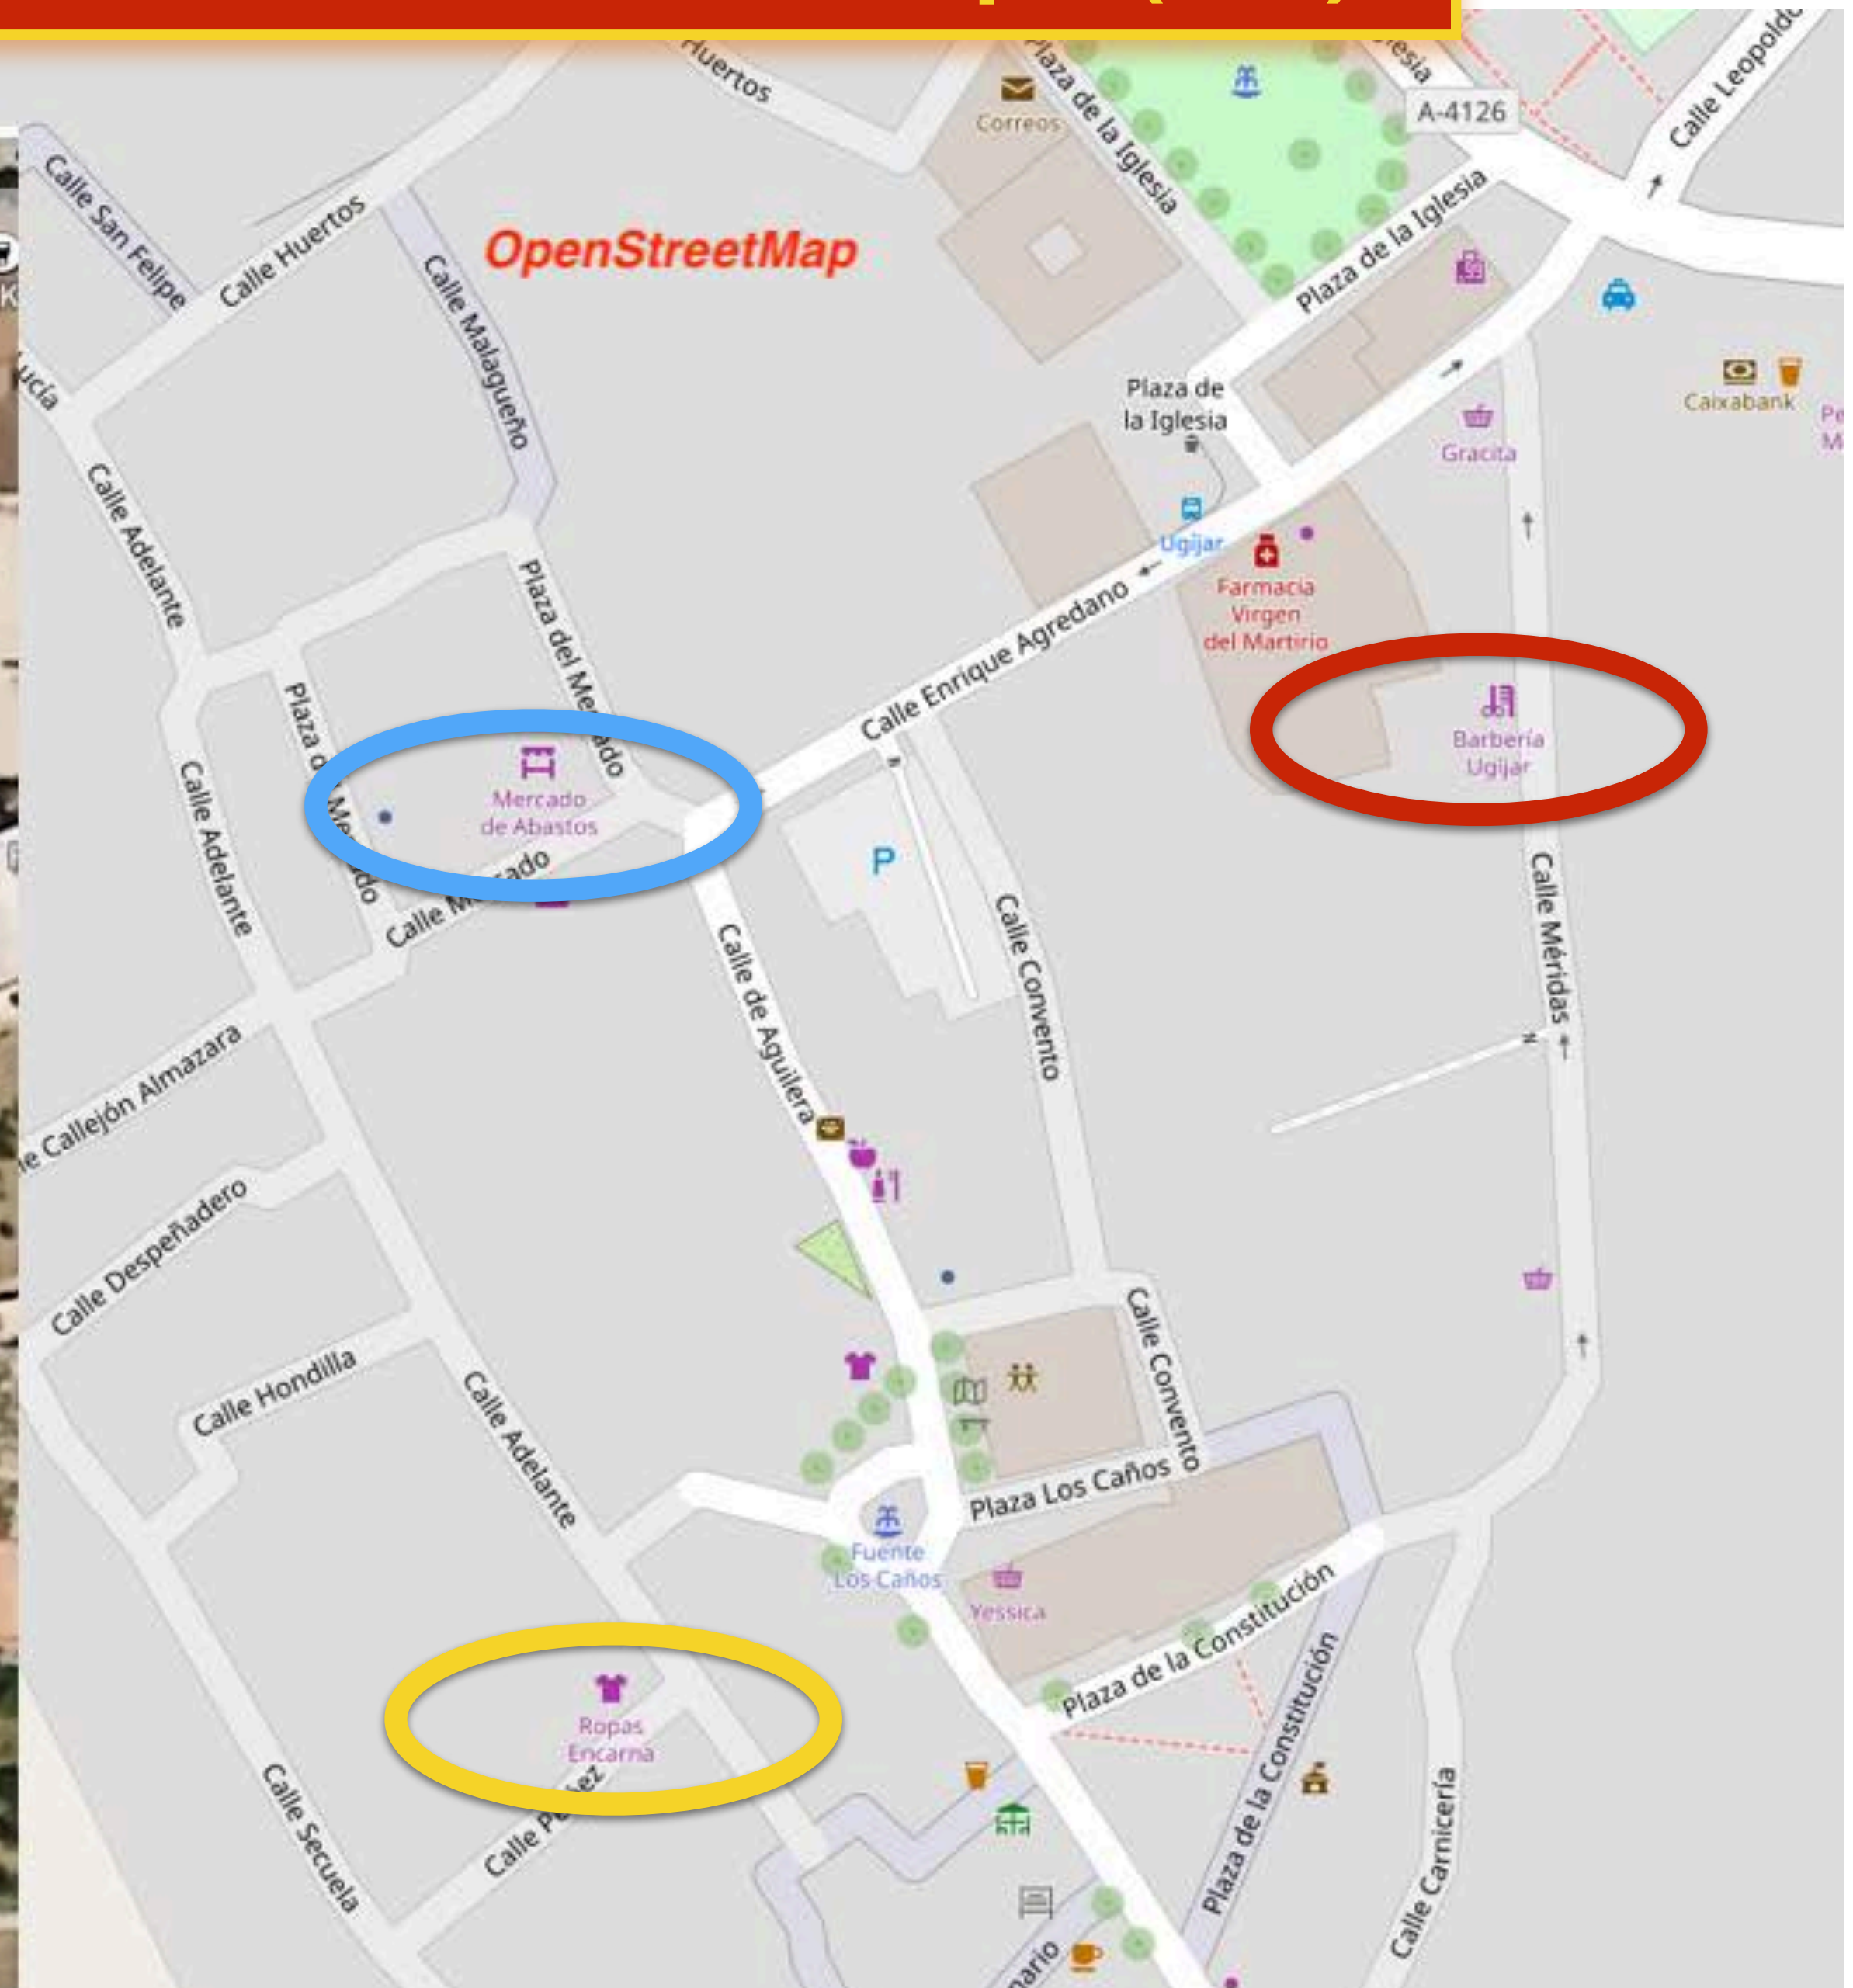 Huertos
Plaza de la Iglesia
Correos
A-4126
Calle Leopoldo
Calle San Felipe
Calle Huertos
OpenStreetMap
Calle Malagueño
Plaza de la Iglesia
Plaza de
la Iglesia
Caixabank
Gracita
Calle Adelante
Ugíjar
Farmacia
Virgen
del Martirio
Plaza del Mercado
Calle Enrique Agredano
Barbería
Ugijar
Mercado
de Abastos
Calle Adelante
P
Calle Mercado
Calle Méridas
Calle de Aguilera
Calle Convento
Callejón Almazara
Calle Despeñadero
Calle Convento
Calle Hondilla
Calle Adelante
Plaza Los Caños
Fuente
Los Caños
Yessica
Plaza de la Constitución
Ropas
Encarna
Plaza de la Constitución
Calle Secuela
Calle Carnicería